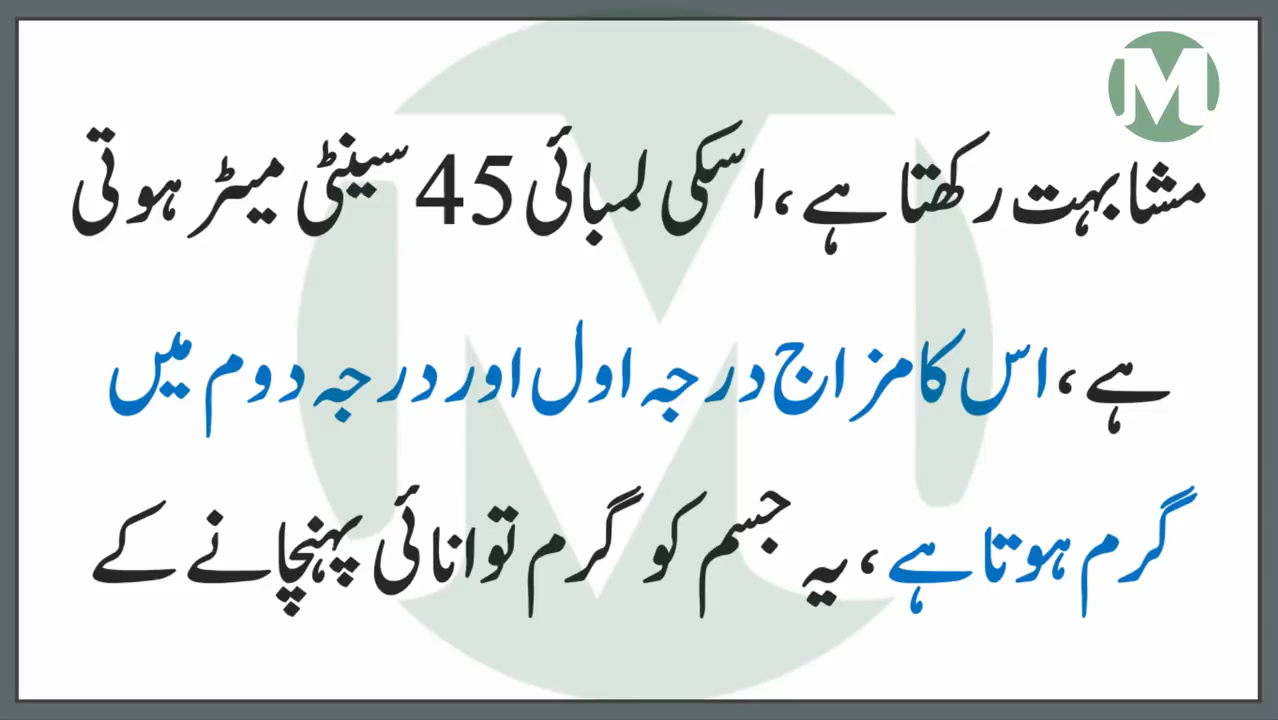 M
مشابہت رکھتا ہے، اسکی لمبائی 45 سینٹی میٹر ہوتی
ہے، اس کا مزاج درجہ اول اور درجہ دوم میں
گرم ہوتا ہے، یہ جسم کو گرم توانائی پہنچانے کے